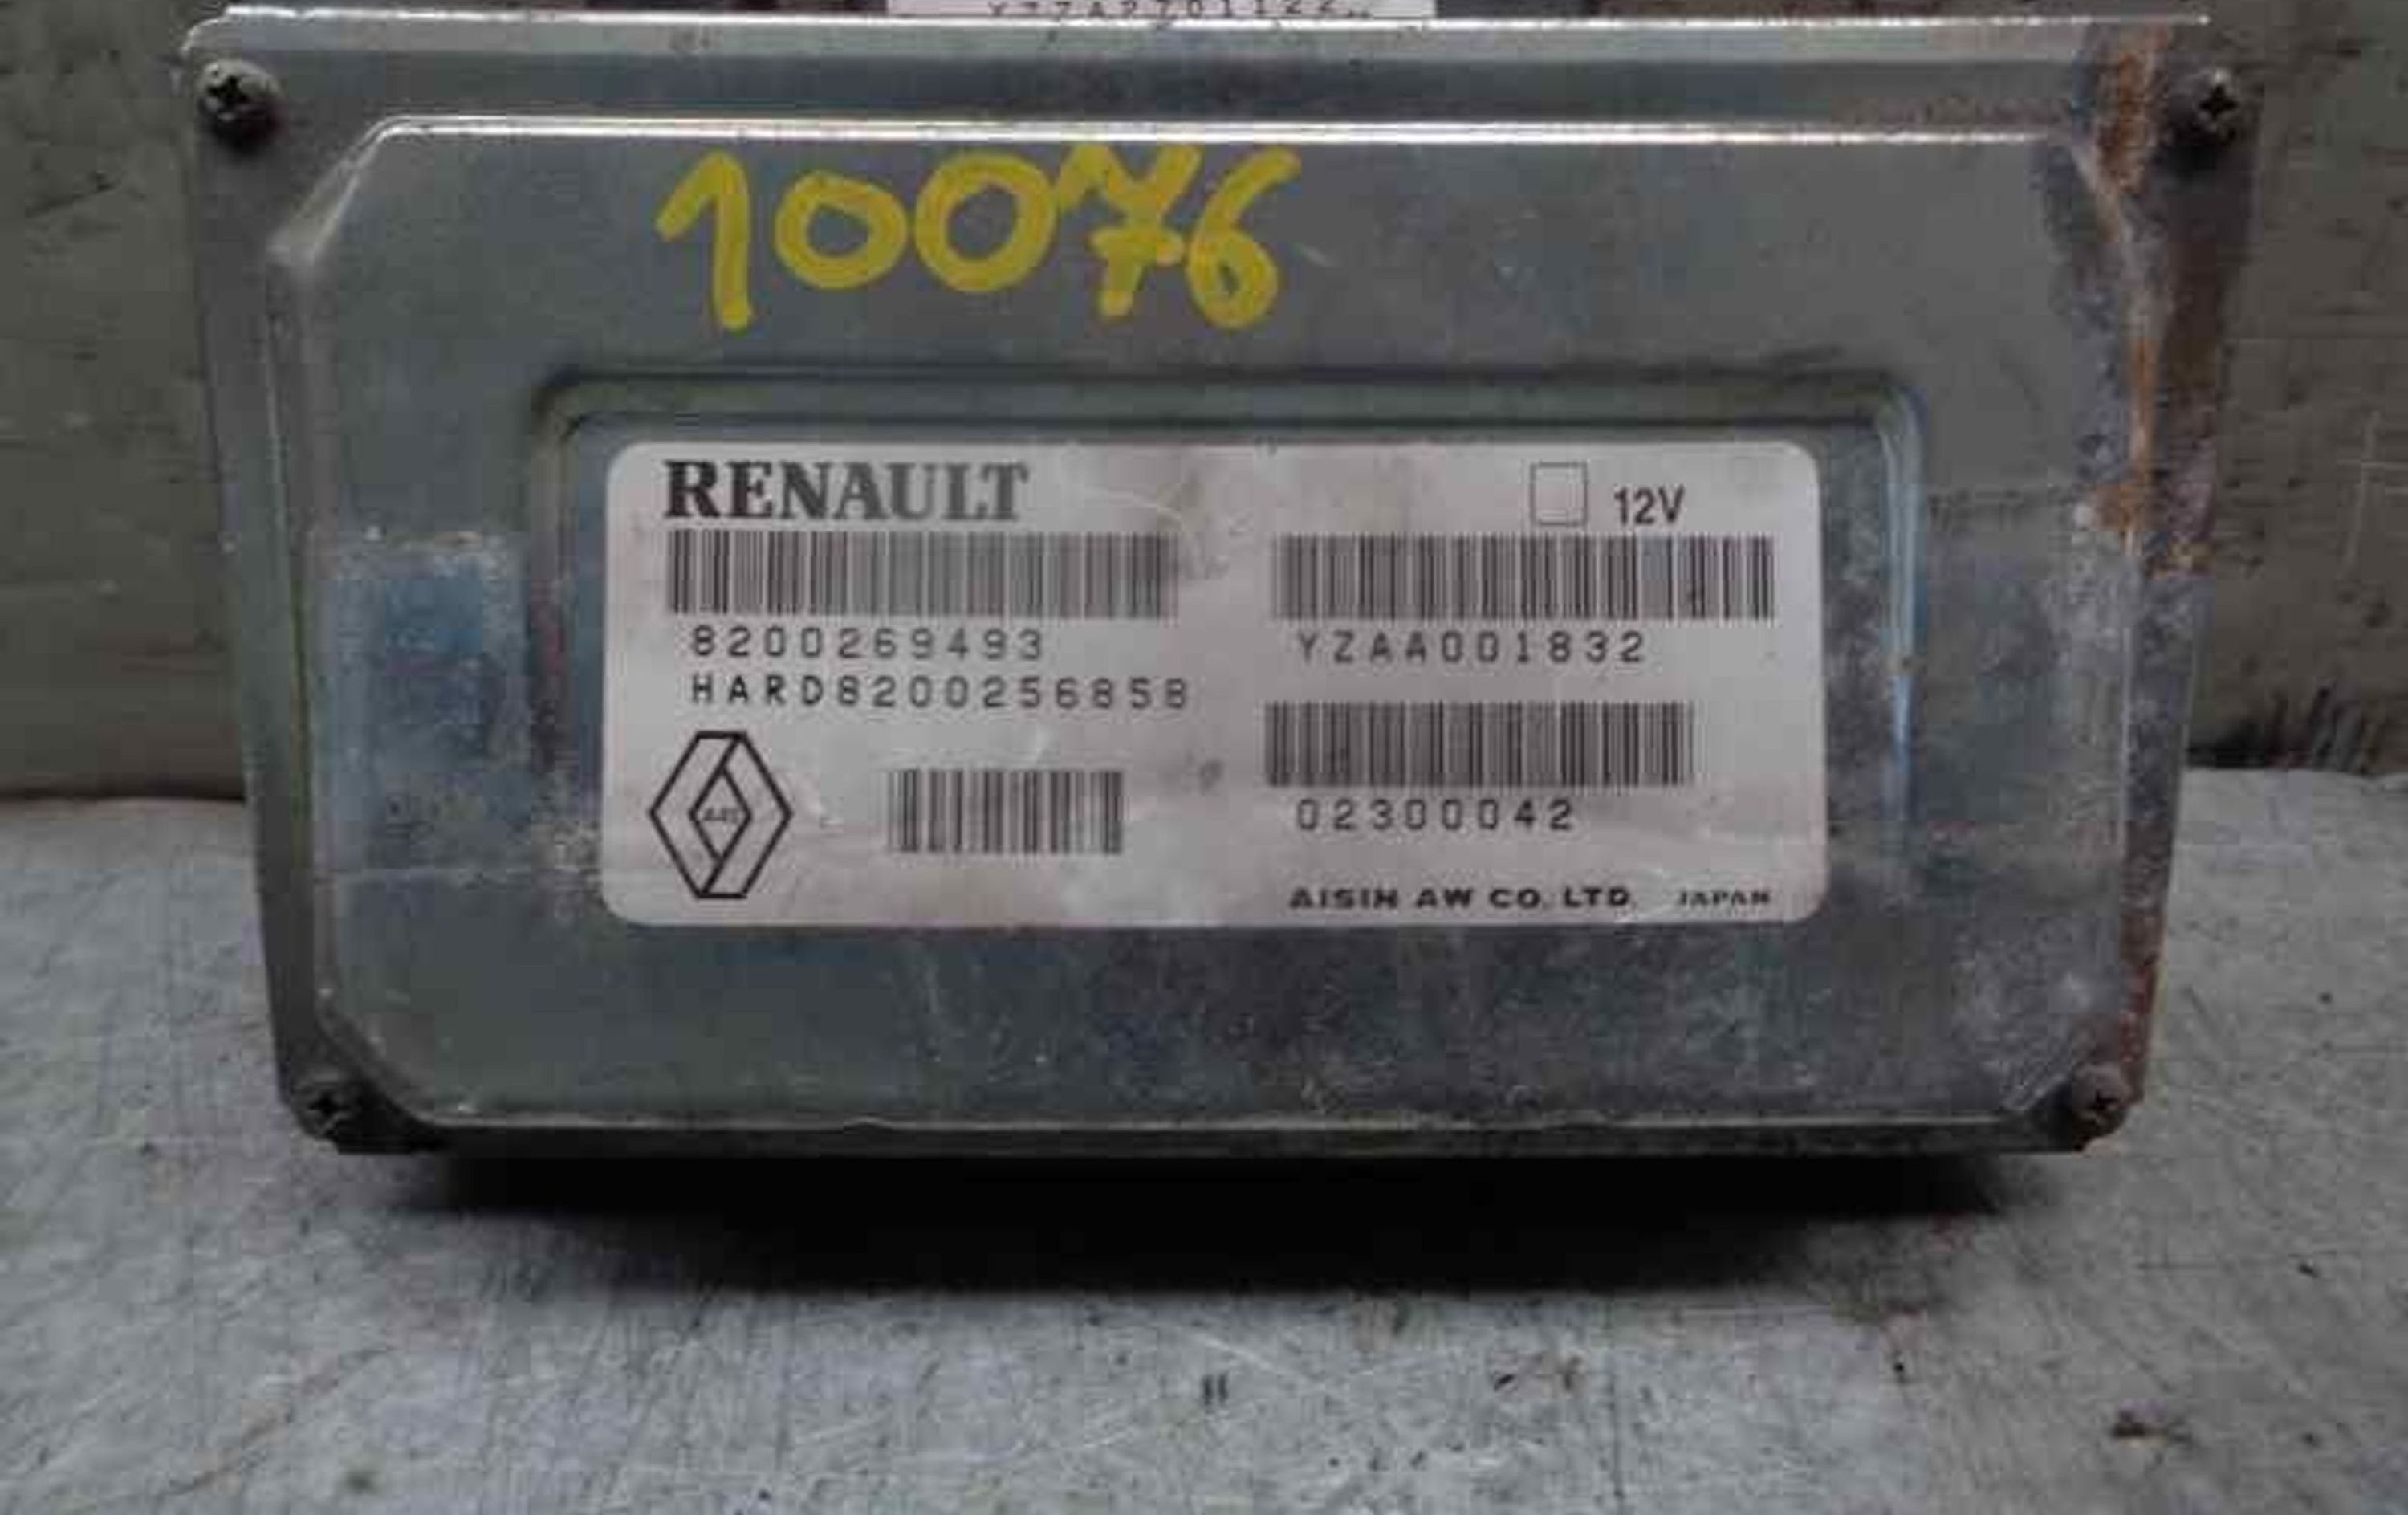 10076
RENAULT
12V
8200269493
YZAA001832
HARD8200256858
02300042
AISIN AW CO. LTD. JAPAN